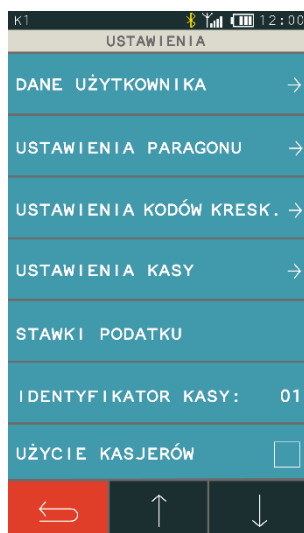 K1 12:00
USTAWIENIA
DANE UŻYTKOWNIKA
USTAWIENIA PARAGONU
USTAWIENIA KODÓW KRESK.
USTAWIENIA KASY
STAWKI PODATKU
IDENTYFIKATOR KASY: 01
UŻYCIE KASJERÓW